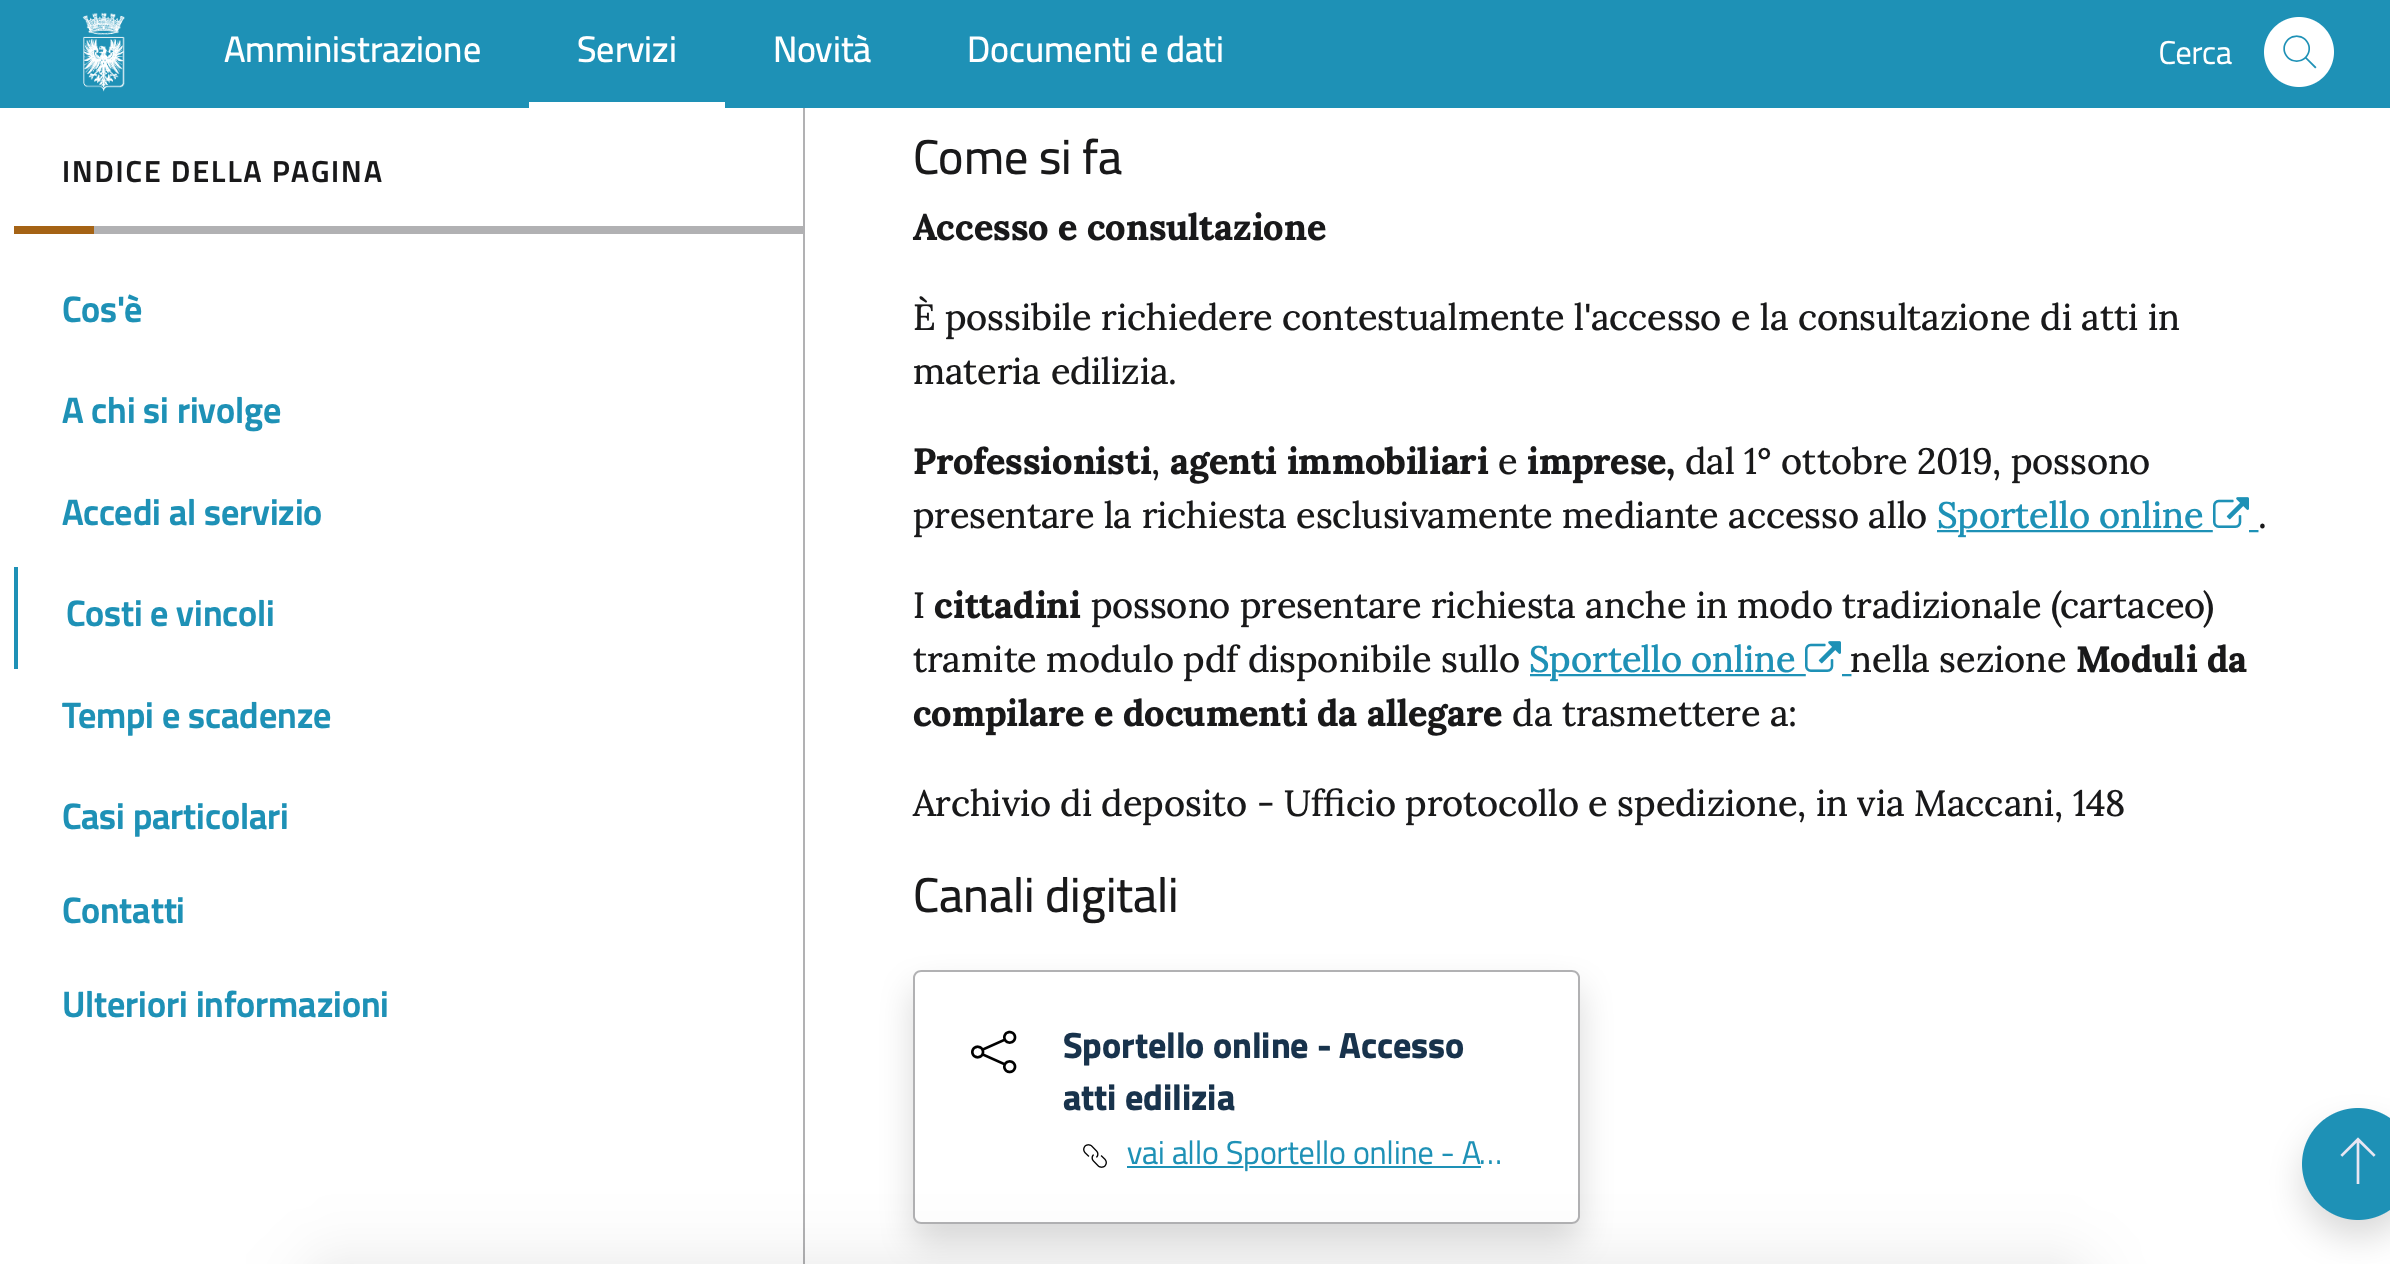 Amministrazione Servizi Novità Documenti e dati Cerca
INDICE DELLA PAGINA
Cos'è
A chi si rivolge
Accedi al servizio
Costi e vincoli
Tempi e scadenze
Casi particolari
Contatti
Ulteriori informazioni
Come si fa
Accesso e consultazione
È possibile richiedere contestualmente l'accesso e la consultazione di atti in
materia edilizia.
Professionisti, agenti immobiliari e imprese, dal 1° ottobre 2019, possono
presentare la richiesta esclusivamente mediante accesso allo Sportello online .
I cittadini possono presentare richiesta anche in modo tradizionale (cartaceo)
tramite modulo pdf disponibile sullo Sportello online nella sezione Moduli da
compilare e documenti da allegare da trasmettere a:
Archivio di deposito - Ufficio protocollo e spedizione, in via Maccani, 148
Canali digitali
Sportello online - Accesso
atti edilizia
vai allo Sportello online - A...